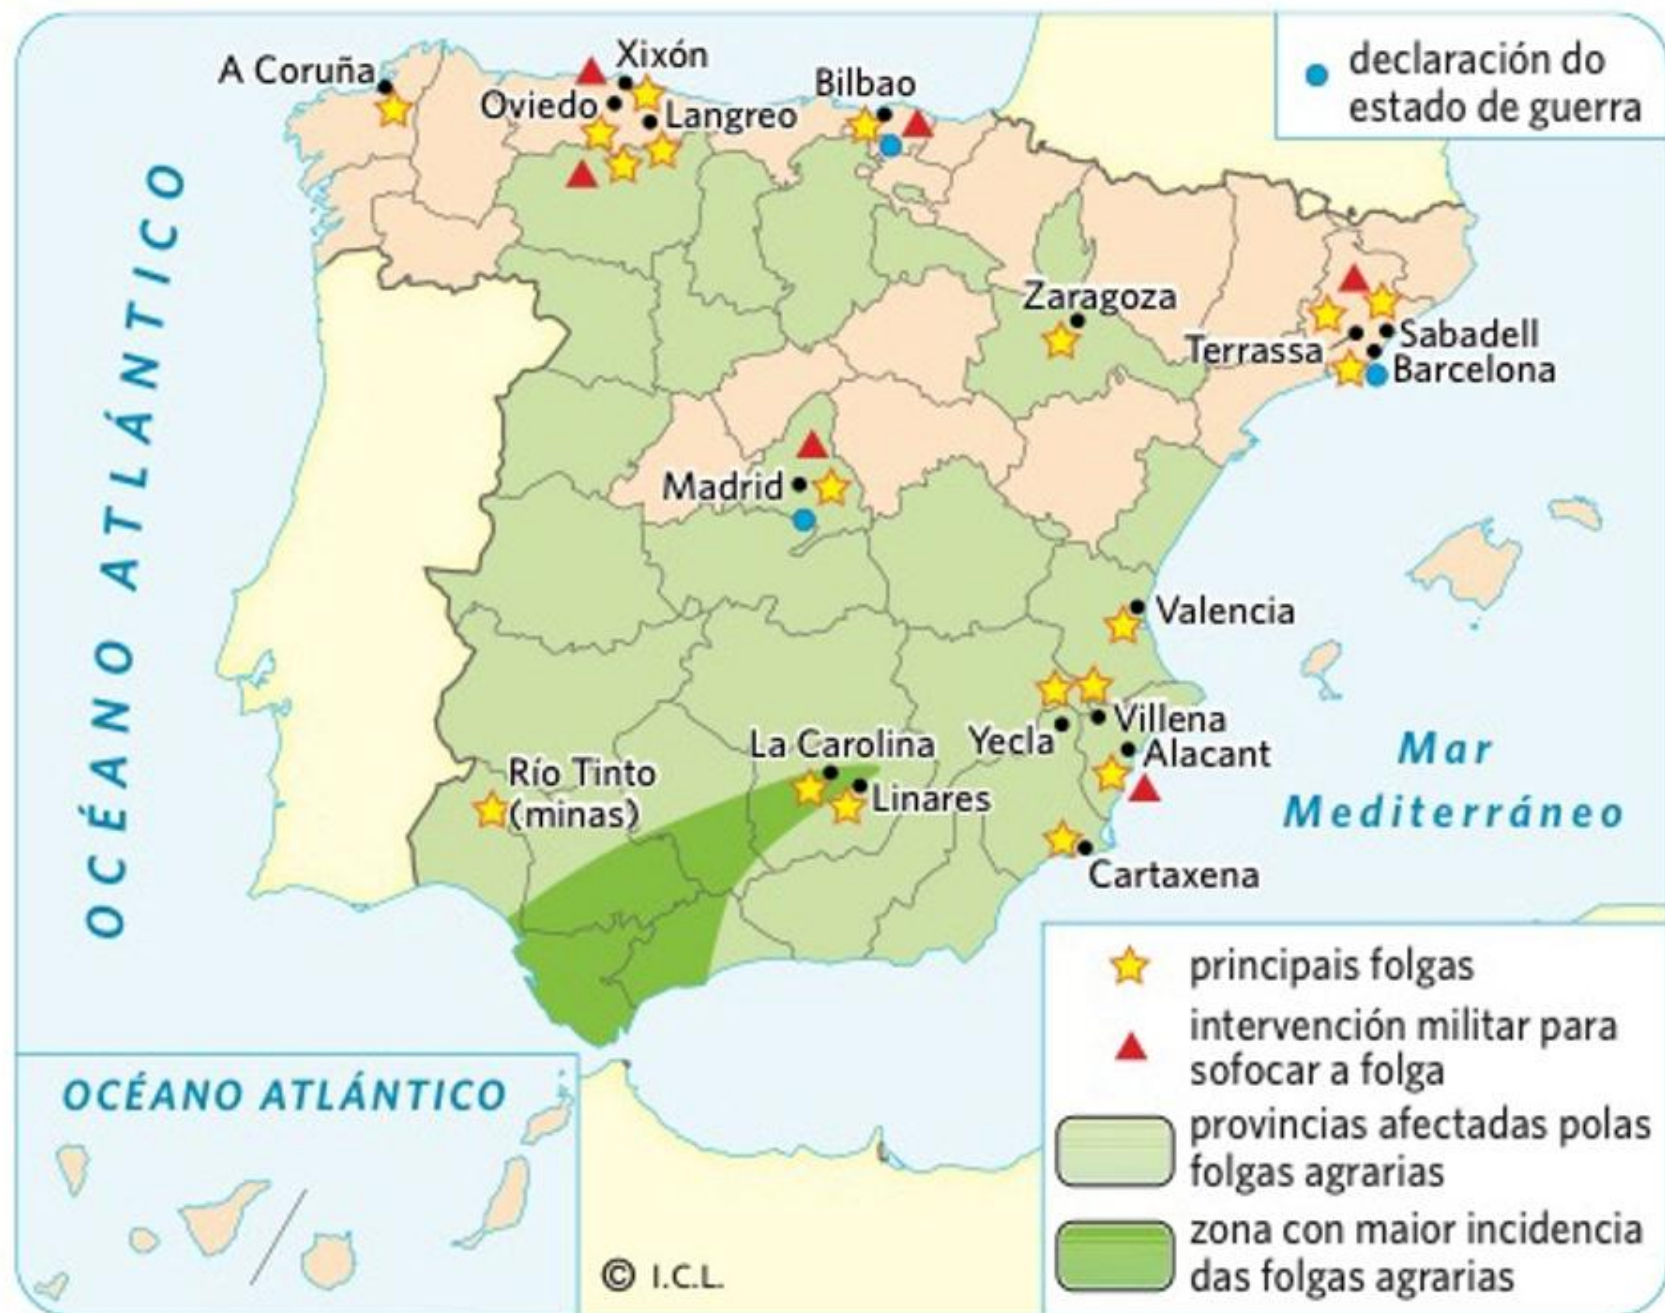 declaración do
estado de guerra
A Coruña
Xixón
Oviedo
Langreo
Bilbao
Zaragoza
Terrassa
Sabadell
Barcelona
Madrid
Valencia
Yecla
Villena
Alacant
La Carolina
Linares
Río Tinto
(minas)
Cartaxena
OCÉANO ATLÁNTICO
Mar
Mediterráneo
OCÉANO ATLÁNTICO
© I.C.L.
principais folgas
intervención militar para
sofocar a folga
provincias afectadas polas
folgas agrarias
zona con maior incidencia
das folgas agrarias